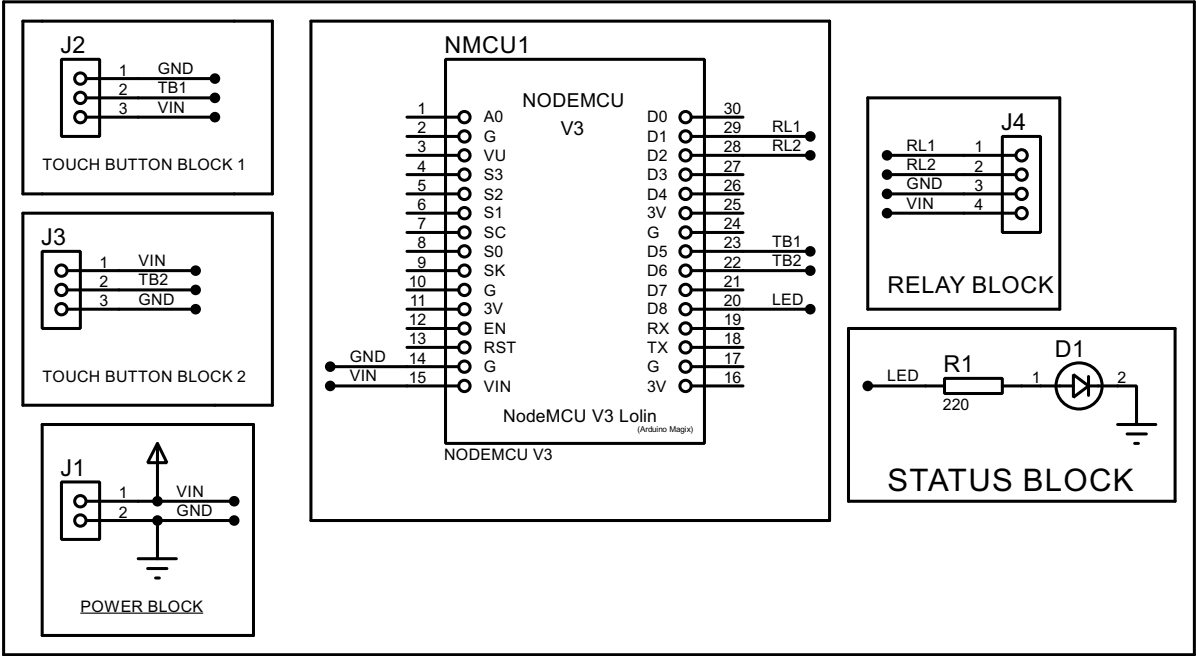 J2
1 GND
2 TB1
3 VIN
TOUCH BUTTON BLOCK 1
J3
1 VIN
2 TB2
3 GND
TOUCH BUTTON BLOCK 2
J1
1 VIN
2 GND
POWER BLOCK
NMCU1
NODEMCU
V3
1 A0 D0 30
2 G D1 29 RL1
3 VU D2 28 RL2
4 S3 D3 27
5 S2 D4 26
6 S1 3V 25
7 SC G 24
8 S0 D5 23 TB1
9 SK D6 22 TB2
10 G D7 21
11 3V D8 20 LED
12 EN RX 19
13 RST TX 18
GND 14 G G 17
VIN 15 VIN 3V 16
NodeMCU V3 Lolin
(Arduino Magix)
NODEMCU V3
J4
RL1 1
RL2 2
GND 3
VIN 4
RELAY BLOCK
D1
R1
LED 1 2
220
STATUS BLOCK